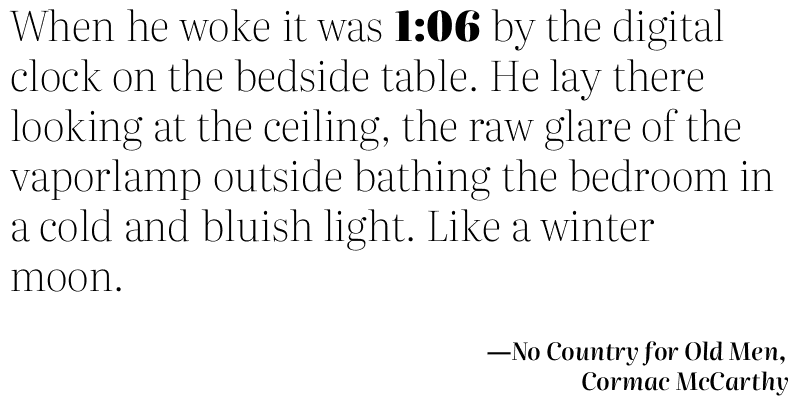 When he woke it was 1:06 by the digital
clock on the bedside table. He lay there
looking at the ceiling, the raw glare of the
vaporlamp outside bathing the bedroom in
a cold and bluish light. Like a winter
moon.
—No Country for Old Men,
Cormac McCarthy